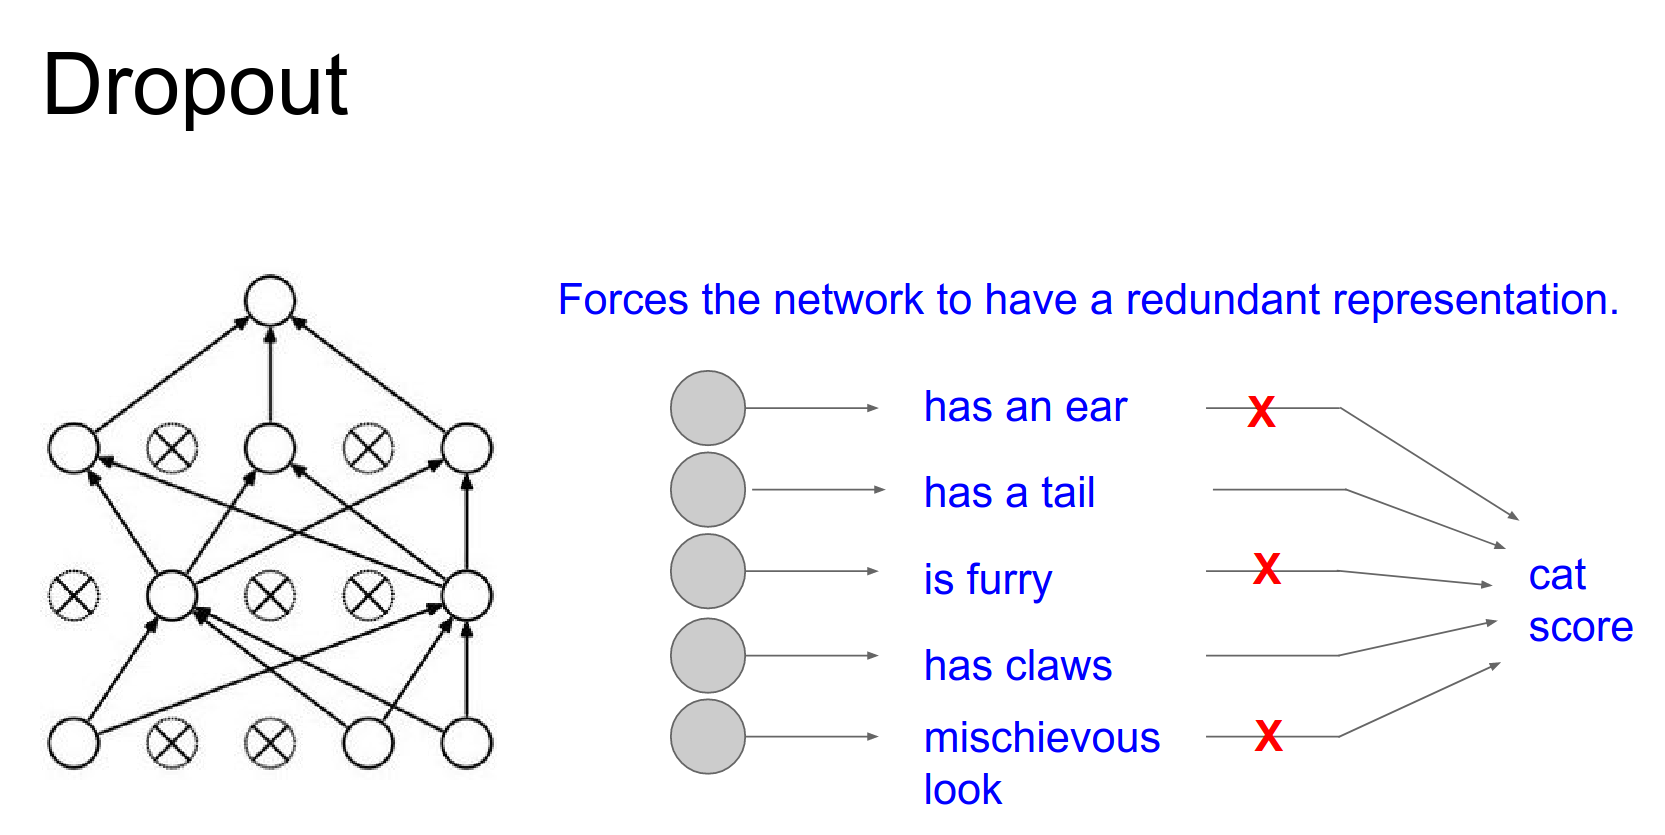 Dropout
Forces the network to have a redundant representation.
has an ear
X
has a tail
is furry
X
has claws
mischievous
look
X
cat
score